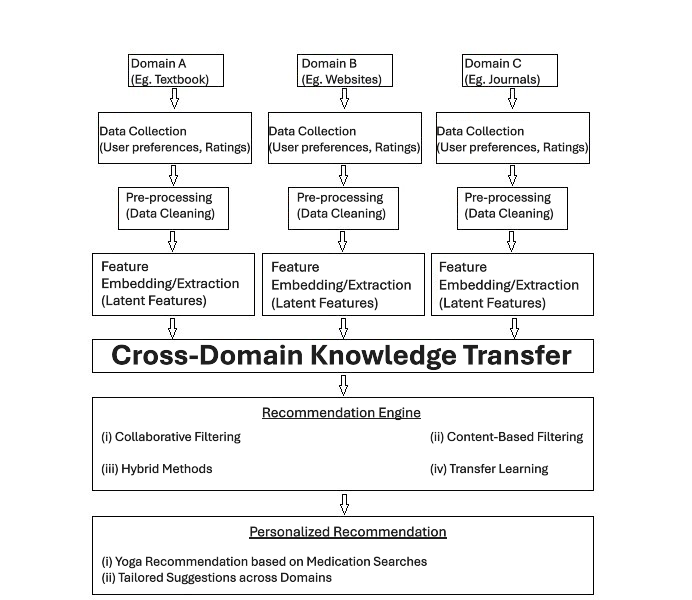 Domain A
(Eg. Textbook)
Domain B
(Eg. Websites)
Domain C
(Eg. Journals)
Data Collection
(User preferences, Ratings)
Data Collection
(User preferences, Ratings)
Data Collection
(User preferences, Ratings)
Pre-processing
(Data Cleaning)
Pre-processing
(Data Cleaning)
Pre-processing
(Data Cleaning)
Feature
Embedding/Extraction
(Latent Features)
Feature
Embedding/Extraction
(Latent Features)
Feature
Embedding/Extraction
(Latent Features)
Cross-Domain Knowledge Transfer
Recommendation Engine
(i) Collaborative Filtering
(ii) Content-Based Filtering
(iii) Hybrid Methods
(iv) Transfer Learning
Personalized Recommendation
(i) Yoga Recommendation based on Medication Searches
(ii) Tailored Suggestions across Domains